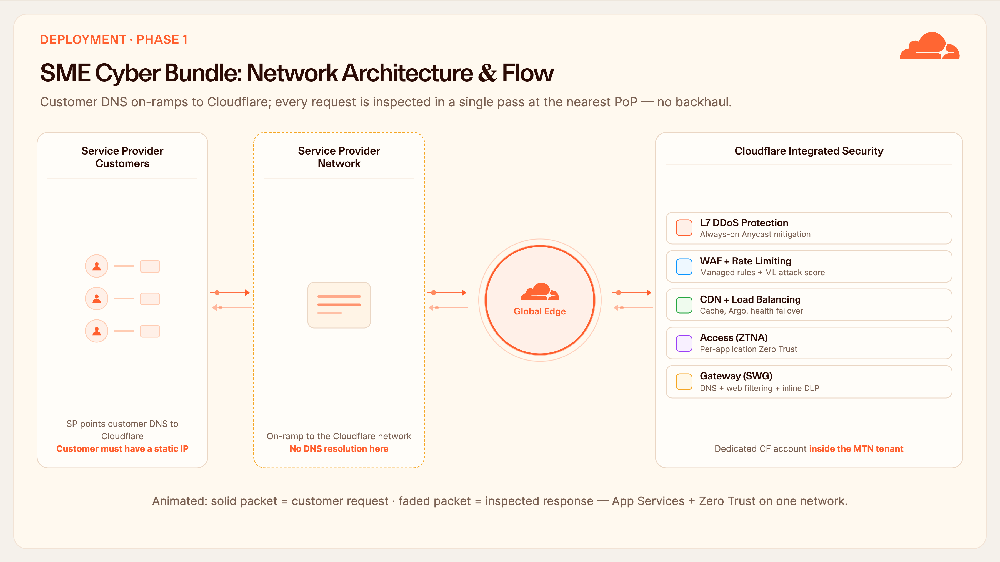 DEPLOYMENT · PHASE 1
SME Cyber Bundle: Network Architecture & Flow
Customer DNS on-ramps to Cloudflare; every request is inspected in a single pass at the nearest PoP — no backhaul.
Service Provider
Customers
SP points customer DNS to
Cloudflare
Customer must have a static IP
Service Provider
Network
On-ramp to the Cloudflare network
No DNS resolution here
Global Edge
Cloudflare Integrated Security
L7 DDoS Protection
Always-on Anycast mitigation
WAF + Rate Limiting
Managed rules + ML attack score
CDN + Load Balancing
Cache, Argo, health failover
Access (ZTNA)
Per-application Zero Trust
Gateway (SWG)
DNS + web filtering + inline DLP
Dedicated CF account inside the MTN tenant
Animated: solid packet = customer request · faded packet = inspected response — App Services + Zero Trust on one network.